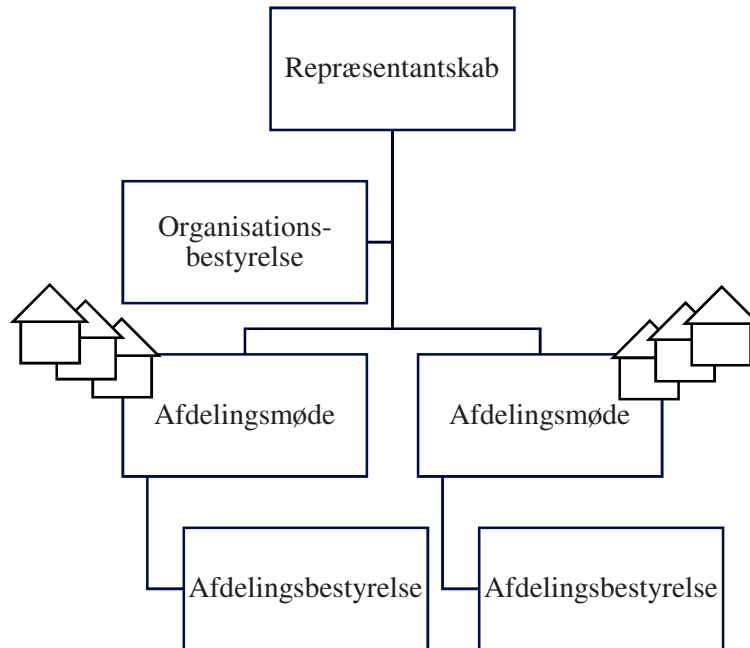 Repræsentantskab
Organisations-
bestyrelse
Afdelingsmøde
Afdelingsmøde
Afdelingsbestyrelse
Afdelingsbestyrelse